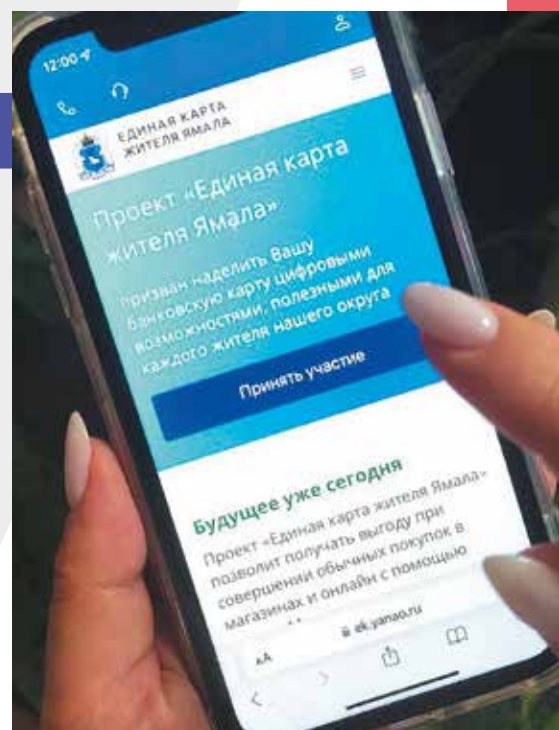 12:00
ЕДИНАЯ КАРТА
ЖИТЕЛЯ ЯМАЛА
Проект «Единая карта
жителя Ямала»
Призван наделить Вашу
банковскую карту цифровыми
возможностями, полезными для
каждого жителя нашего округа
Принять участие
Будущее уже сегодня
Проект «Единая карта жителя Ямала»
позволит получать выгоду при
совершении обычных покупок в
магазинах и онлайн с помощью
АА
ek.yanao.ru